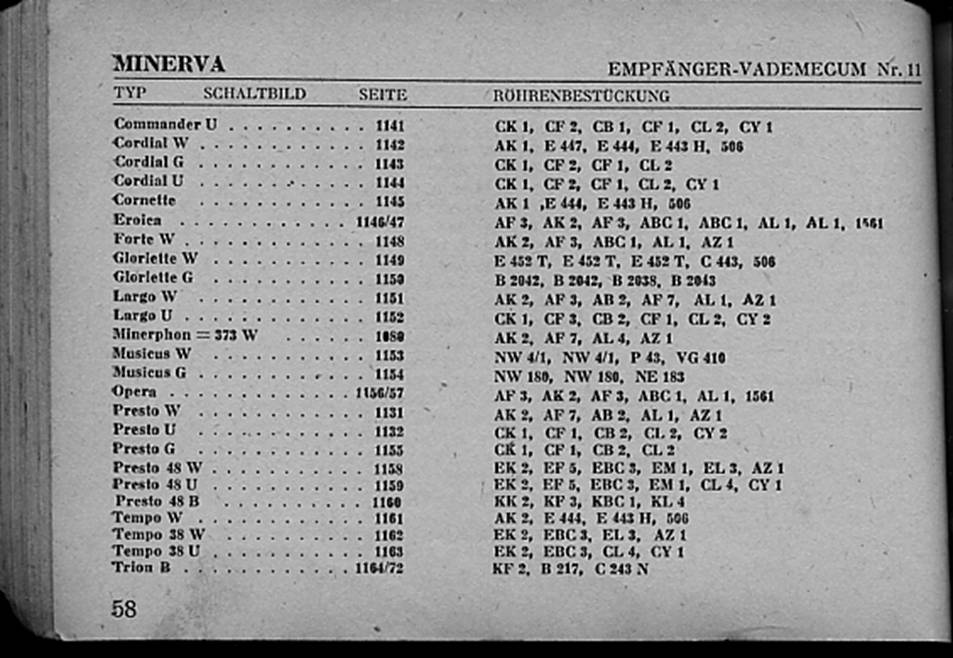 MINERVA EMPFÄNGER-VADEMECUM Nr. 11
TYP SCHALTBILD SEITE RÖHRENBESTÜCKUNG
Commander U . . . . . . . . . . 1141 CK 1, CF 2, CB 1, CF 1, CL 2, CY 1
Cordial W . . . . . . . . . . . . 1142 AK 1, E 447, E 444, E 443 H, 506
Cordial G . . . . . . . . . . . . 1143 CK 1, CF 2, CF 1, CL 2
Cordial U . . . . . . . . . . . . 1144 CK 1, CF 2, CF 1, CL 2, CY 1
Cornette . . . . . . . . . . . . 1145 AK 1 ,E 444, E 443 H, 506
Eroica . . . . . . . . . . . . 1146/47 AF 3, AK 2, AF 3, ABC 1, ABC 1, AL 1, AL 1, 1561
Forte W . . . . . . . . . . . . . 1148 AK 2, AF 3, ABC 1, AL 1, AZ 1
Gloriette W . . . . . . . . . . . 1149 E 452 T, E 452 T, E 452 T, C 443, 506
Gloriette G . . . . . . . . . . . 1150 B 2042, B 2042, B 2038, B 2043
Largo W . . . . . . . . . . . . 1151 AK 2, AF 3, AB 2, AF 7, AL 1, AZ 1
Largo U . . . . . . . . . . . . . 1152 CK 1, CF 3, CB 2, CF 1, CL 2, CY 2
Minerphon = 373 W . . . . . . 1080 AK 2, AF 7, AL 4, AZ 1
Musicus W . . . . . . . . . . . 1153 NW 4/1, NW 4/1, P 43, VG 410
Musicus G . . . . . . . . . . . . 1154 NW 180, NW 180, NE 183
Opera . . . . . . . . . . . . . 1156/57 AF 3, AK 2, AF 3, ABC 1, AL 1, 1561
Presto W . . . . . . . . . . . . 1131 AK 2, AF 7, AB 2, AL 1, AZ 1
Presto U . . . . . . . . . . . . 1132 CK 1, CF 1, CB 2, CL 2, CY 2
Presto G . . . . . . . . . . . . 1155 CK 1, CF 1, CB 2, CL 2
Presto 48 W . . . . . . . . . . . 1158 EK 2, EF 5, EBC 3, EM 1, EL 3, AZ 1
Presto 48 U . . . . . . . . . . . 1159 EK 2, EF 5, EBC 3, EM 1, CL 4, CY 1
Presto 48 B . . . . . . . . . . 1160 KK 2, KF 3, KBC 1, KL 4
Tempo W . . . . . . . . . . . . 1161 AK 2, E 444, E 443 H, 506
Tempo 38 W . . . . . . . . . . . 1162 EK 2, EBC 3, EL 3, AZ 1
Tempo 38 U . . . . . . . . . . . 1163 EK 2, EBC 3, CL 4, CY 1
Trion B . . . . . . . . . . . . 1164/72 KF 2, B 217, C 243 N
58